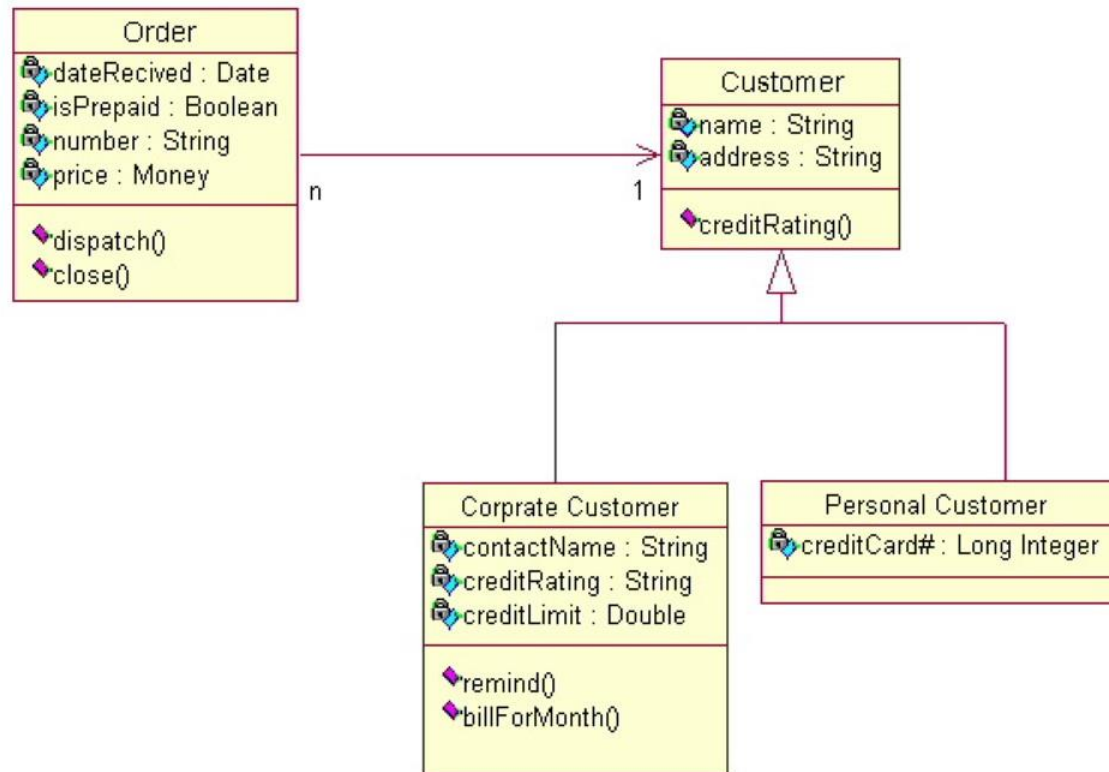 Order
dateRecived : Date
isPrepaid : Boolean
number : String
price : Money
dispatch()
close()
n
1
Customer
name : String
address : String
creditRating()
Corprate Customer
contactName : String
creditRating : String
creditLimit : Double
remind()
billForMonth()
Personal Customer
creditCard# : Long Integer